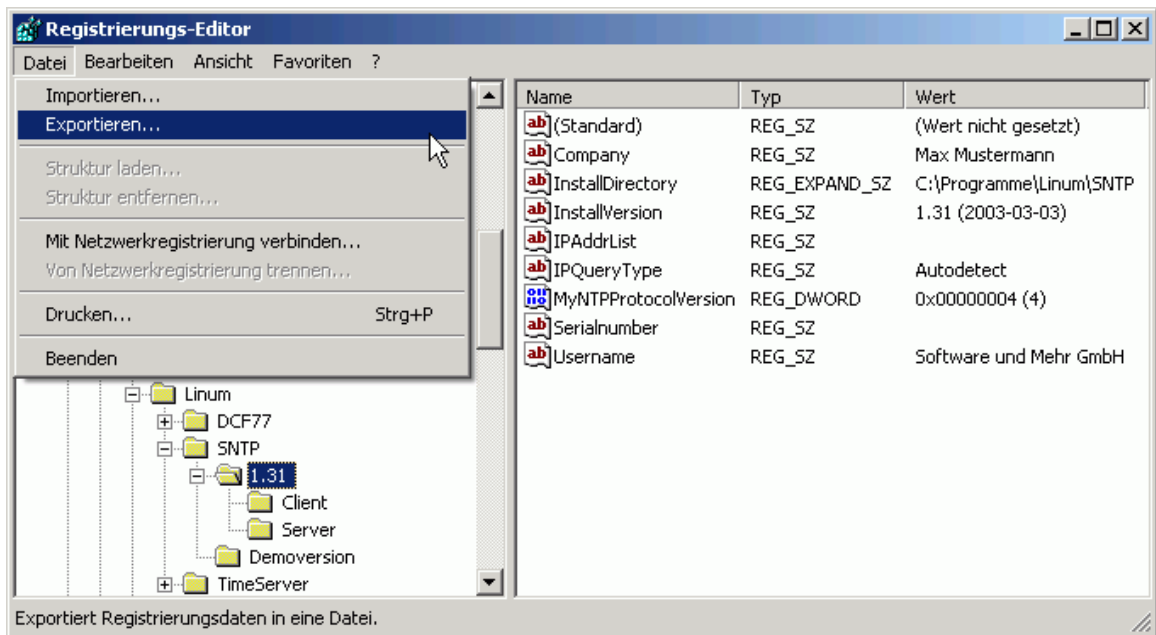 Registrierungs-Editor
Datei Bearbeiten Ansicht Favoriten ?
Importieren...
Exportieren...
Struktur laden...
Struktur entfernen...
Mit Netzwerkregistrierung verbinden...
Von Netzwerkregistrierung trennen...
Drucken... Strg+P
Beenden
Linum
DCF77
SNTP
1.31
Client
Server
Demoversion
TimeServer
Name Typ Wert
(Standard) REG_SZ (Wert nicht gesetzt)
Company REG_SZ Max Mustermann
InstallDirectory REG_EXPAND_SZ C:\Programme\Linum\SNTP
InstallVersion REG_SZ 1.31 (2003-03-03)
IPAddrList REG_SZ
IPQueryType REG_SZ Autodetect
MyNTPProtocolVersion REG_DWORD 0x00000004 (4)
Serialnumber REG_SZ
Username REG_SZ Software und Mehr GmbH
Exportiert Registrierungsdaten in eine Datei.